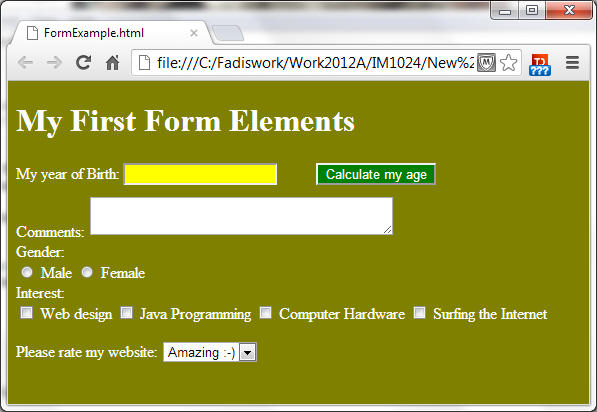 FormExample.html
file:///C:/Fadiswork/Work2012A/IM1024/New%2
???
My First Form Elements
My year of Birth: Calculate my age
Comments:
Gender:
Male Female
Interest:
Web design Java Programming Computer Hardware Surfing the Internet
Please rate my website: Amazing :-)